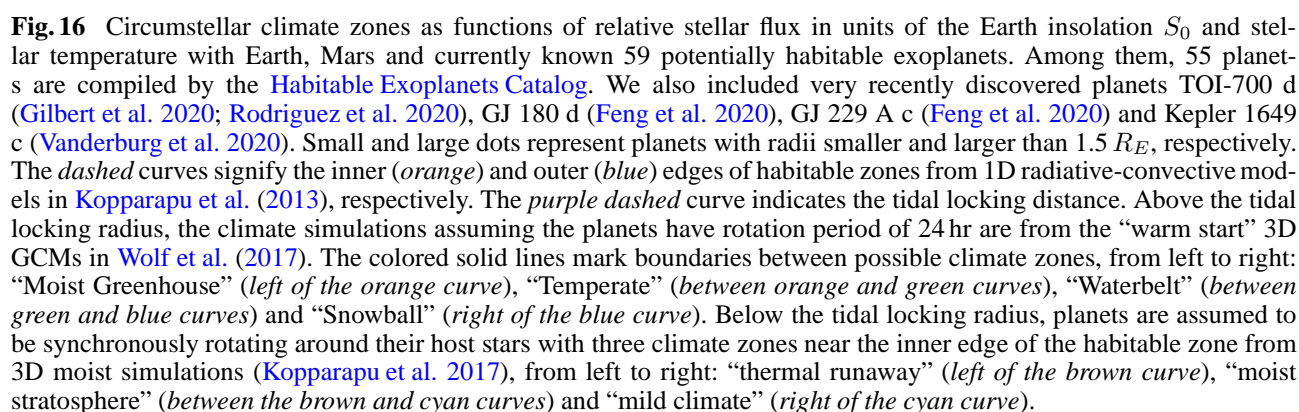 Fig. 16 Circumstellar climate zones as functions of relative stellar flux in units of the Earth insolation S0 and stel-
lar temperature with Earth, Mars and currently known 59 potentially habitable exoplanets. Among them, 55 planet-
s are compiled by the Habitable Exoplanets Catalog. We also included very recently discovered planets TOI-700 d
(Gilbert et al. 2020; Rodriguez et al. 2020), GJ 180 d (Feng et al. 2020), GJ 229 A c (Feng et al. 2020) and Kepler 1649
c (Vanderburg et al. 2020). Small and large dots represent planets with radii smaller and larger than 1.5 RE, respectively.
The dashed curves signify the inner (orange) and outer (blue) edges of habitable zones from 1D radiative-convective mod-
els in Kopparapu et al. (2013), respectively. The purple dashed curve indicates the tidal locking distance. Above the tidal
locking radius, the climate simulations assuming the planets have rotation period of 24 hr are from the “warm start” 3D
GCMs in Wolf et al. (2017). The colored solid lines mark boundaries between possible climate zones, from left to right:
“Moist Greenhouse” (left of the orange curve), “Temperate” (between orange and green curves), “Waterbelt” (between
green and blue curves) and “Snowball” (right of the blue curve). Below the tidal locking radius, planets are assumed to
be synchronously rotating around their host stars with three climate zones near the inner edge of the habitable zone from
3D moist simulations (Kopparapu et al. 2017), from left to right: “thermal runaway” (left of the brown curve), “moist
stratosphere” (between the brown and cyan curves) and “mild climate” (right of the cyan curve).